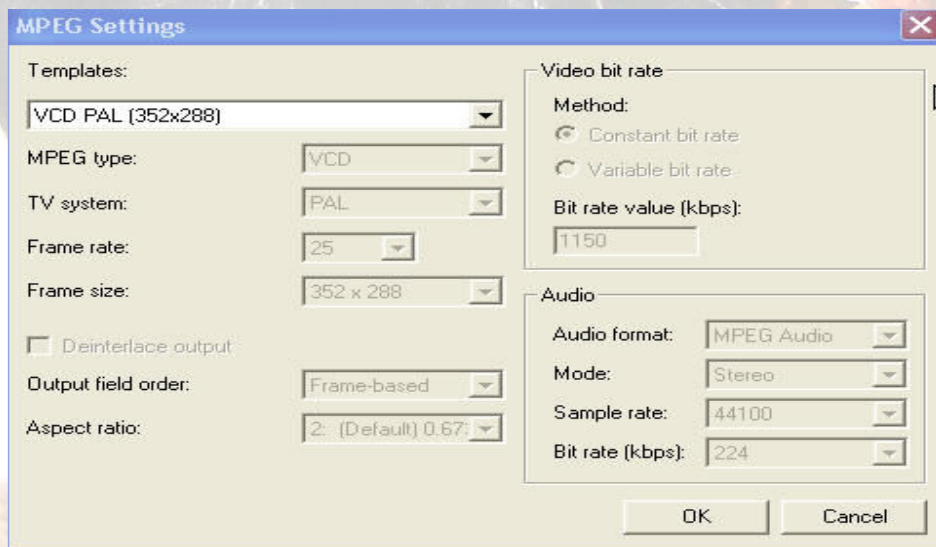 MPEG Settings
Templates:
VCD PAL (352x288)
MPEG type: VCD
TV system: PAL
Frame rate: 25
Frame size: 352 x 288
Deinterlace output
Output field order: Frame-based
Aspect ratio: 2: (Default) 0.67
Video bit rate
Method:
Constant bit rate
Variable bit rate
Bit rate value (kbps):
1150
Audio
Audio format: MPEG Audio
Mode: Stereo
Sample rate: 44100
Bit rate (kbps): 224
OK Cancel